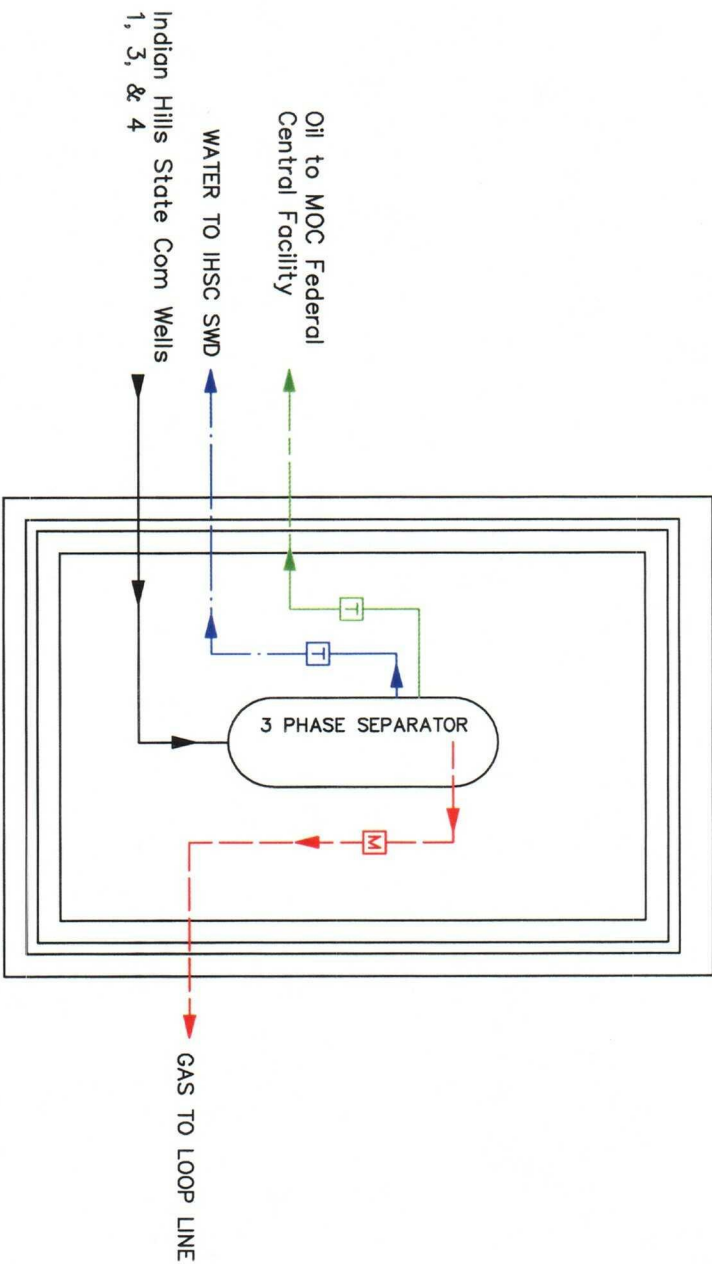 Oil to MOC Federal
Central Facility
WATER TO IHSC SWD
Indian Hills State Com Wells
1, 3, & 4
T
T
3 PHASE SEPARATOR
M
GAS TO LOOP LINE